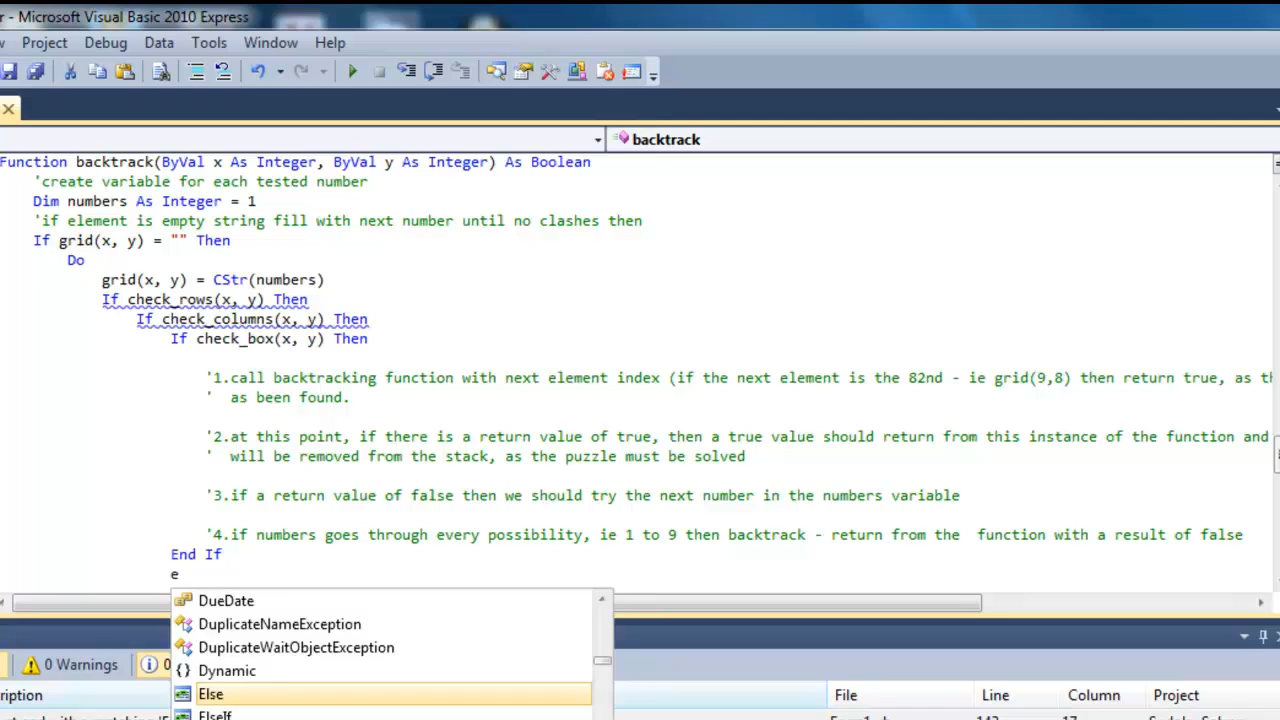 r - Microsoft Visual Basic 2010 Express
w Project Debug Data Tools Window Help
backtrack
Function backtrack(ByVal x As Integer, ByVal y As Integer) As Boolean
'create variable for each tested number
Dim numbers As Integer = 1
'if element is empty string fill with next number until no clashes then
If grid(x, y) = "" Then
Do
grid(x, y) = CStr(numbers)
If check_rows(x, y) Then
If check_columns(x, y) Then
If check_box(x, y) Then
'1.call backtracking function with next element index (if the next element is the 82nd - ie grid(9,8) then return true, as th
' as been found.
'2.at this point, if there is a return value of true, then a true value should return from this instance of the function and
' will be removed from the stack, as the puzzle must be solved
'3.if a return value of false then we should try the next number in the numbers variable
'4.if numbers goes through every possibility, ie 1 to 9 then backtrack - return from the  function with a result of false
End If
e
DueDate
DuplicateNameException
DuplicateWaitObjectException
{} Dynamic
Else
ElseIf
0 Warnings 0
ription File Line Column Project